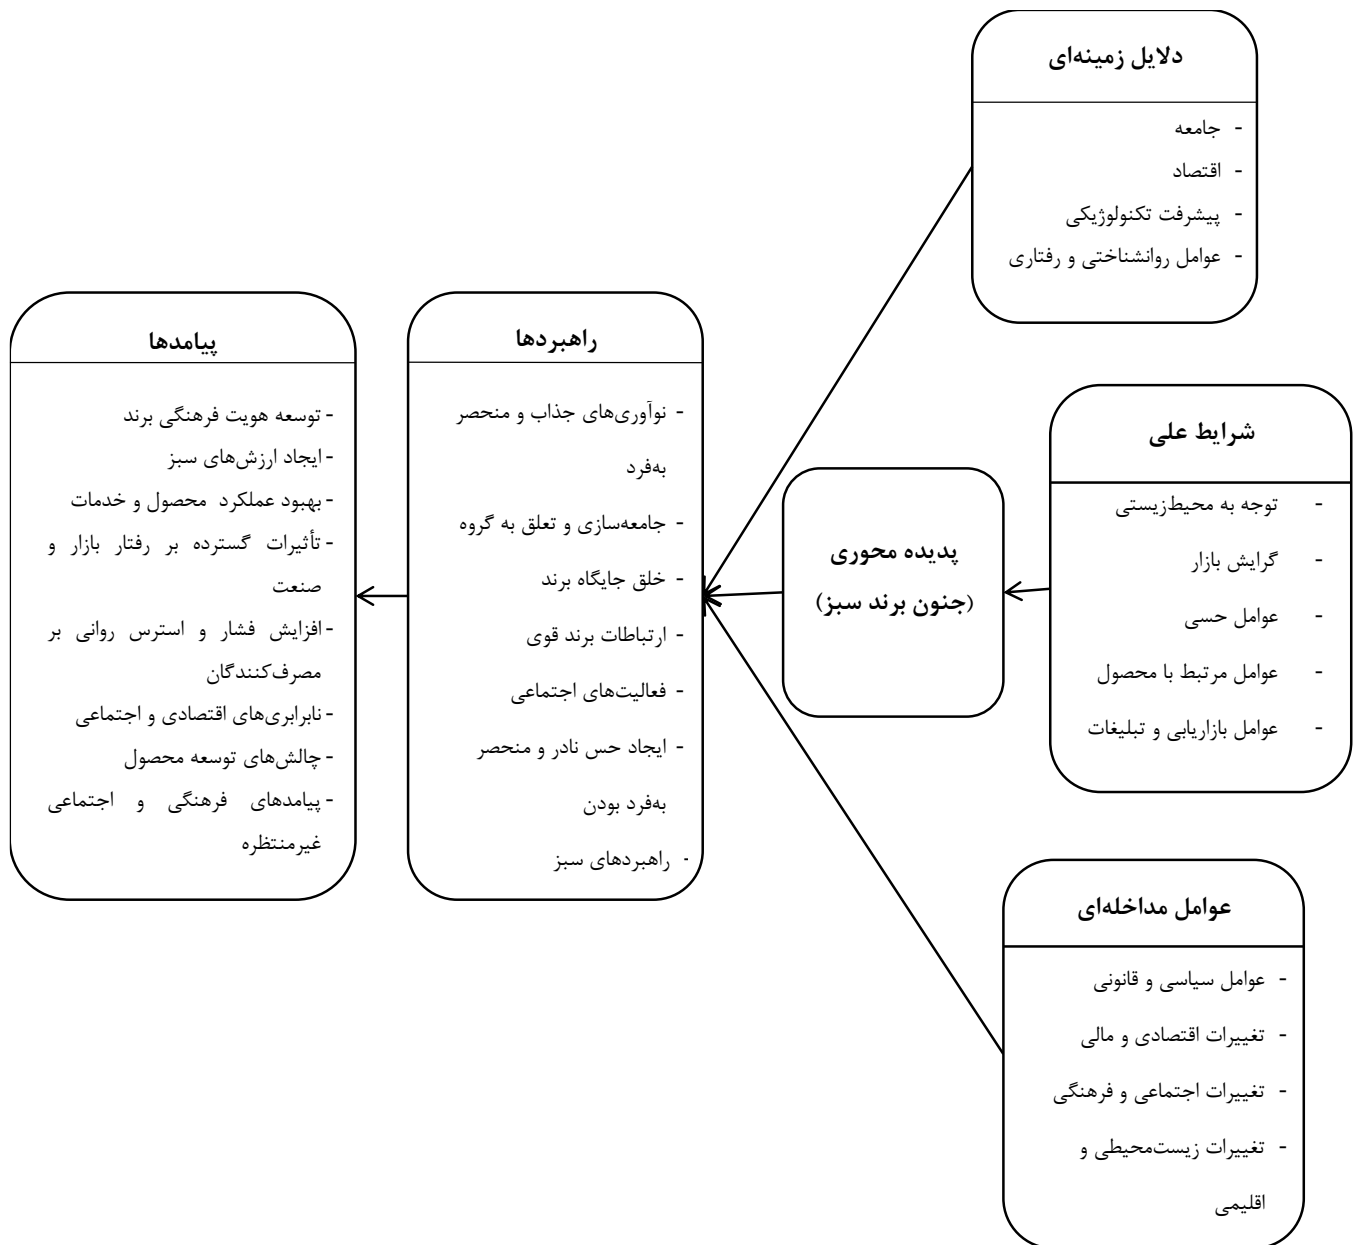 دلایل زمینه‌ای
- جامعه
- اقتصاد
- پیشرفت تکنولوژیکی
- عوامل روانشناختی و رفتاری
شرایط علی
- توجه به محیط‌زیستی
- گرایش بازار
- عوامل حسی
- عوامل مرتبط با محصول
- عوامل بازاریابی و تبلیغات
عوامل مداخله‌ای
- عوامل سیاسی و قانونی
- تغییرات اقتصادی و مالی
- تغییرات اجتماعی و فرهنگی
- تغییرات زیست‌محیطی و
اقلیمی
پدیده محوری
(جنون برند سبز)
راهبردها
- نوآوری‌های جذاب و منحصر
به‌فرد
- جامعه‌سازی و تعلق به گروه
- خلق جایگاه برند
- ارتباطات برند قوی
- فعالیت‌های اجتماعی
- ایجاد حس نادر و منحصر
به‌فرد بودن
- راهبردهای سبز
پیامدها
- توسعه هویت فرهنگی برند
- ایجاد ارزش‌های سبز
- بهبود عملکرد محصول و خدمات
- تأثیرات گسترده بر رفتار بازار و
صنعت
- افزایش فشار و استرس روانی بر
مصرف‌کنندگان
- نابرابری‌های اقتصادی و اجتماعی
- چالش‌های توسعه محصول
- پیامدهای فرهنگی و اجتماعی
غیرمنتظره